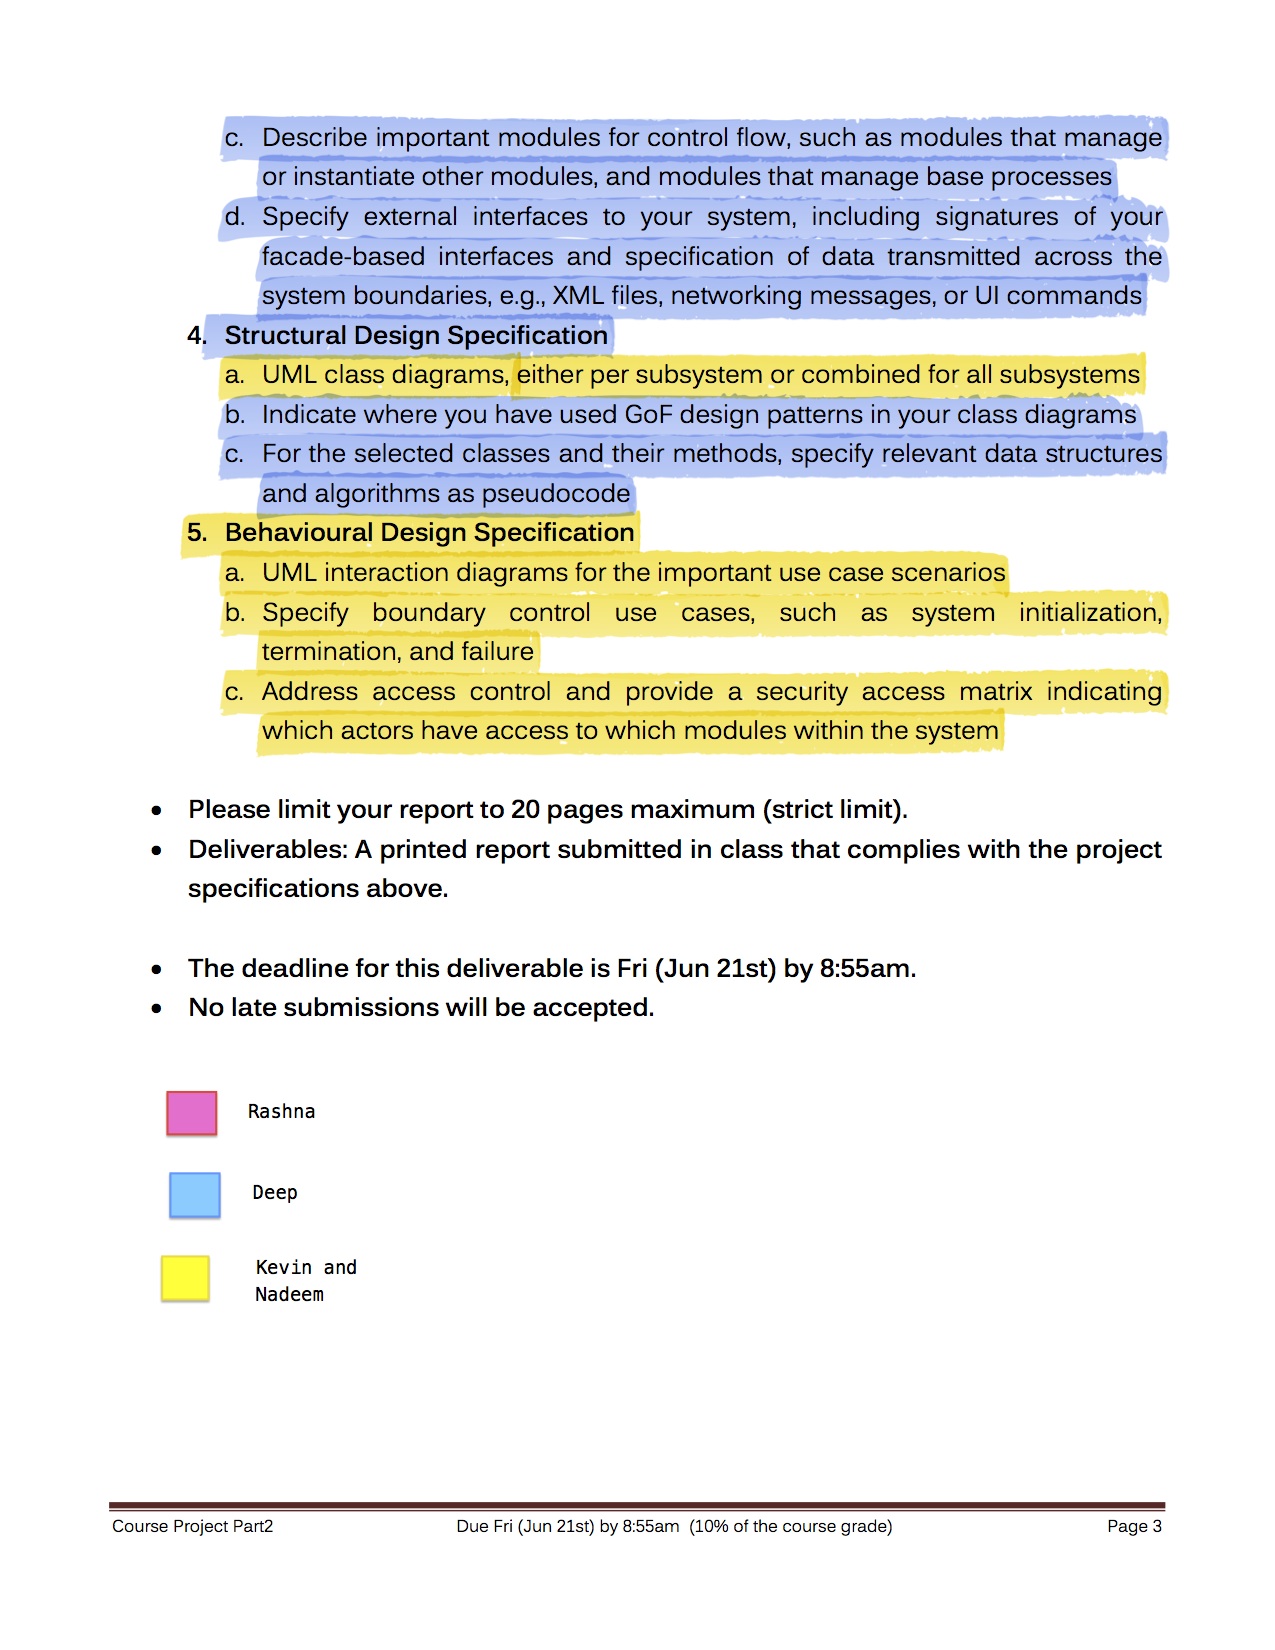 c. Describe important modules for control flow, such as modules that manage
or instantiate other modules, and modules that manage base processes
d. Specify external interfaces to your system, including signatures of your
facade-based interfaces and specification of data transmitted across the
system boundaries, e.g., XML files, networking messages, or UI commands
4. Structural Design Specification
a. UML class diagrams, either per subsystem or combined for all subsystems
b. Indicate where you have used GoF design patterns in your class diagrams
c. For the selected classes and their methods, specify relevant data structures
and algorithms as pseudocode
5. Behavioural Design Specification
a. UML interaction diagrams for the important use case scenarios
b. Specify boundary control use cases, such as system initialization,
termination, and failure
c. Address access control and provide a security access matrix indicating
which actors have access to which modules within the system
• Please limit your report to 20 pages maximum (strict limit).
• Deliverables: A printed report submitted in class that complies with the project
specifications above.
• The deadline for this deliverable is Fri (Jun 21st) by 8:55am.
• No late submissions will be accepted.
Rashna
Deep
Kevin and
Nadeem
Course Project Part2 Due Fri (Jun 21st) by 8:55am (10% of the course grade) Page 3